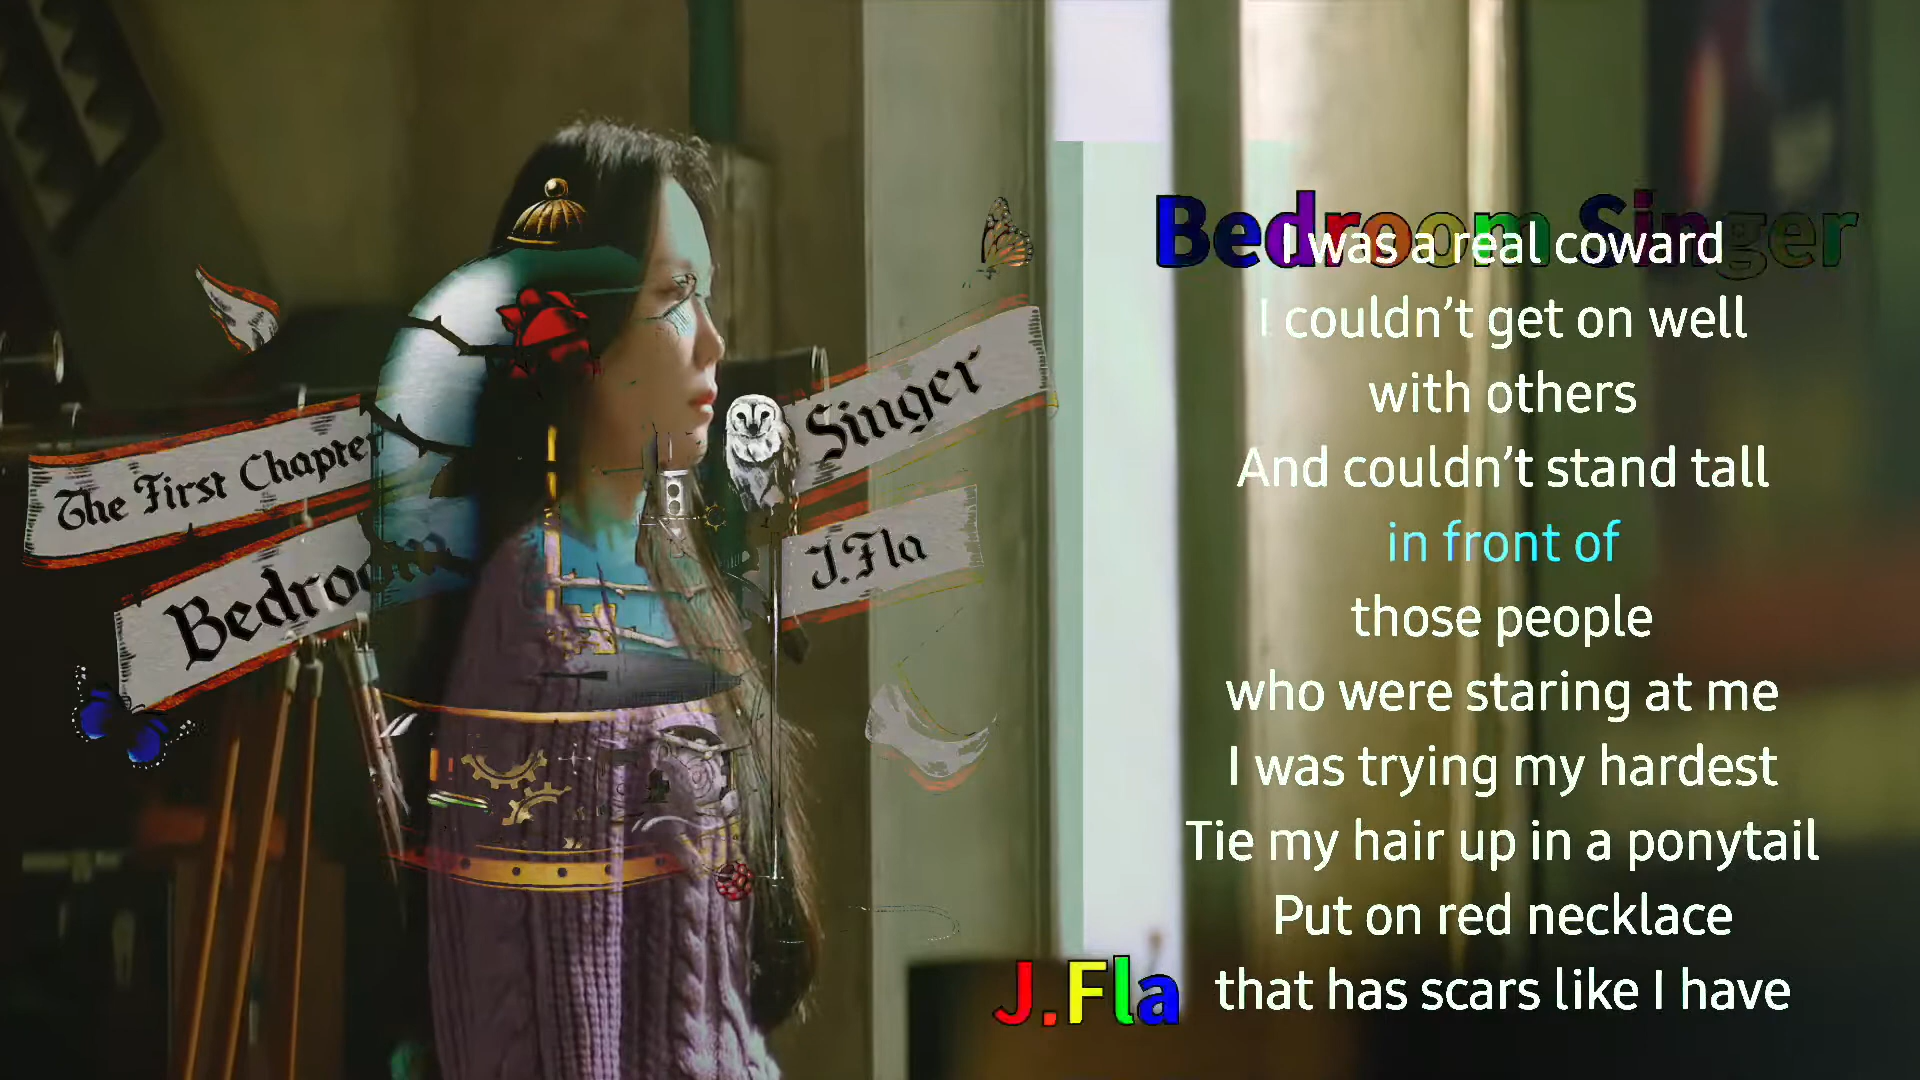 The First Chapter
Bedroom
Singer
J.Fla
Bedroom Singer
I was a real coward
I couldn’t get on well
with others
And couldn’t stand tall
in front of
those people
who were staring at me
I was trying my hardest
Tie my hair up in a ponytail
Put on red necklace
that has scars like I have
J.Fla